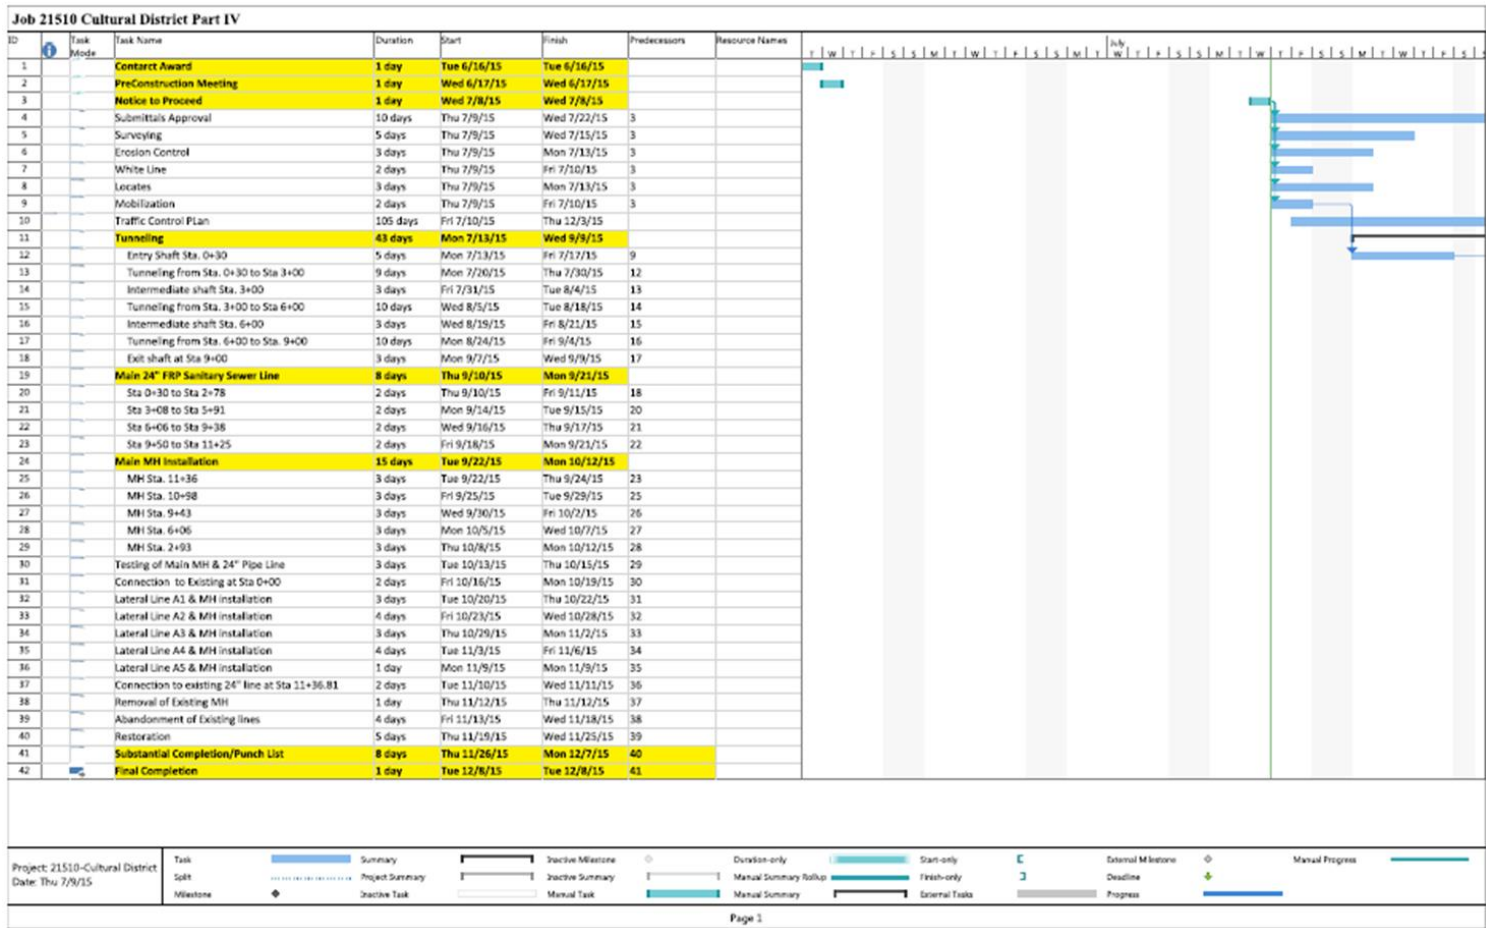 Job 21510 Cultural District Part IV
ID Task Mode Task Name Duration Start Finish Predecessors Resource Names
July
T W T F S S M T W T F S S M T W T F S S M T W T F S S M T W T F S
1 Contarct Award 1 day Tue 6/16/15 Tue 6/16/15
2 PreConstruction Meeting 1 day Wed 6/17/15 Wed 6/17/15
3 Notice to Proceed 1 day Wed 7/8/15 Wed 7/8/15
4 Submittals Approval 10 days Thu 7/9/15 Wed 7/22/15 3
5 Surveying 5 days Thu 7/9/15 Wed 7/15/15 3
6 Erosion Control 3 days Thu 7/9/15 Mon 7/13/15 3
7 White Line 2 days Thu 7/9/15 Fri 7/10/15 3
8 Locates 3 days Thu 7/9/15 Mon 7/13/15 3
9 Mobilization 2 days Thu 7/9/15 Fri 7/10/15 3
10 Traffic Control PLan 105 days Fri 7/10/15 Thu 12/3/15
11 Tunneling 43 days Mon 7/13/15 Wed 9/9/15
12 Entry Shaft Sta. 0+30 5 days Mon 7/13/15 Fri 7/17/15 9
13 Tunneling from Sta. 0+30 to Sta 3+00 9 days Mon 7/20/15 Thu 7/30/15 12
14 Intermediate shaft Sta. 3+00 3 days Fri 7/31/15 Tue 8/4/15 13
15 Tunneling from Sta. 3+00 to Sta 6+00 10 days Wed 8/5/15 Tue 8/18/15 14
16 Intermediate shaft Sta. 6+00 3 days Wed 8/19/15 Fri 8/21/15 15
17 Tunneling from Sta. 6+00 to Sta. 9+00 10 days Mon 8/24/15 Fri 9/4/15 16
18 Exit shaft at Sta 9+00 3 days Mon 9/7/15 Wed 9/9/15 17
19 Main 24" FRP Sanitary Sewer Line 8 days Thu 9/10/15 Mon 9/21/15
20 Sta 0+30 to Sta 2+78 2 days Thu 9/10/15 Fri 9/11/15 18
21 Sta 3+08 to Sta 5+91 2 days Mon 9/14/15 Tue 9/15/15 20
22 Sta 6+06 to Sta 9+38 2 days Wed 9/16/15 Thu 9/17/15 21
23 Sta 9+50 to Sta 11+25 2 days Fri 9/18/15 Mon 9/21/15 22
24 Main MH Installation 15 days Tue 9/22/15 Mon 10/12/15
25 MH Sta. 11+36 3 days Tue 9/22/15 Thu 9/24/15 23
26 MH Sta. 10+98 3 days Fri 9/25/15 Tue 9/29/15 25
27 MH Sta. 9+43 3 days Wed 9/30/15 Fri 10/2/15 26
28 MH Sta. 6+06 3 days Mon 10/5/15 Wed 10/7/15 27
29 MH Sta. 2+93 3 days Thu 10/8/15 Mon 10/12/15 28
30 Testing of Main MH & 24" Pipe Line 3 days Tue 10/13/15 Thu 10/15/15 29
31 Connection to Existing at Sta 0+00 2 days Fri 10/16/15 Mon 10/19/15 30
32 Lateral Line A1 & MH installation 3 days Tue 10/20/15 Thu 10/22/15 31
33 Lateral Line A2 & MH installation 4 days Fri 10/23/15 Wed 10/28/15 32
34 Lateral Line A3 & MH installation 3 days Thu 10/29/15 Mon 11/2/15 33
35 Lateral Line A4 & MH installation 4 days Tue 11/3/15 Fri 11/6/15 34
36 Lateral Line A5 & MH installation 1 day Mon 11/9/15 Mon 11/9/15 35
37 Connection to existing 24" line at Sta 11+36.81 2 days Tue 11/10/15 Wed 11/11/15 36
38 Removal of Existing MH 1 day Thu 11/12/15 Thu 11/12/15 37
39 Abandonment of Existing lines 4 days Fri 11/13/15 Wed 11/18/15 38
40 Restoration 5 days Thu 11/19/15 Wed 11/25/15 39
41 Substantial Completion/Punch List 8 days Thu 11/26/15 Mon 12/7/15 40
42 Final Completion 1 day Tue 12/8/15 Tue 12/8/15 41
Project: 21510-Cultural District
Date: Thu 7/9/15
Task Summary Inactive Milestone Duration-only Start-only External Milestone Manual Progress
Split Project Summary Inactive Summary Manual Summary Rollup Finish-only Deadline
Milestone Inactive Task Manual Task Manual Summary External Tasks Progress
Page 1